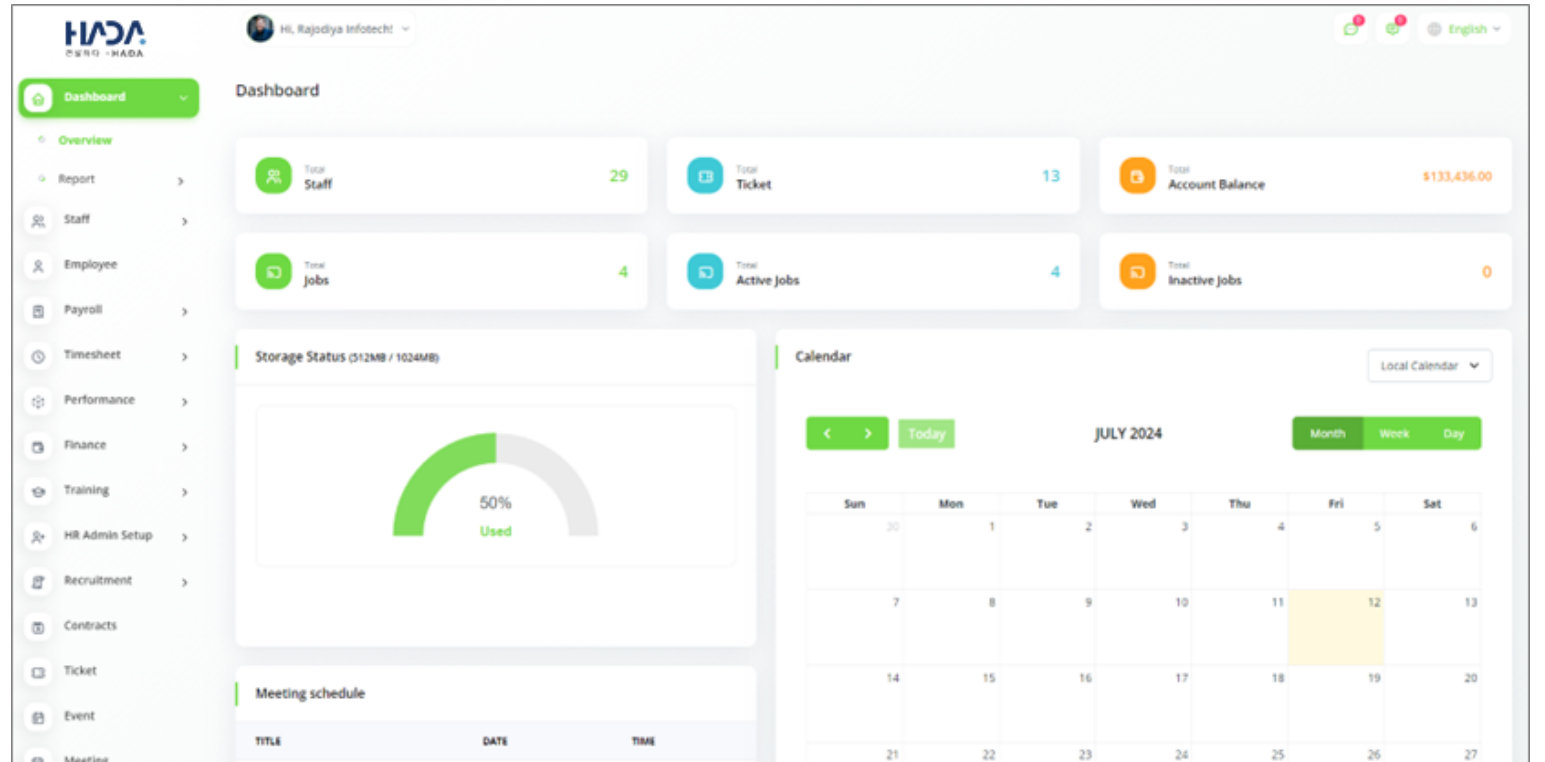 HADA
Hi, Rajodiya Infotech!
English
Dashboard
Dashboard
Overview
Report
Staff
Employee
Payroll
Timesheet
Performance
Finance
Training
HR Admin Setup
Recruitment
Contracts
Ticket
Event
Meeting
Total
Staff
29
Total
Ticket
13
Total
Account Balance
$133,436.00
Total
Jobs
4
Total
Active Jobs
4
Total
Inactive Jobs
0
Storage Status (512MB / 1024MB)
50%
Used
Meeting schedule
TITLE DATE TIME
Calendar
Local Calendar
Today
JULY 2024
Month Week Day
Sun Mon Tue Wed Thu Fri Sat
30 1 2 3 4 5 6
7 8 9 10 11 12 13
14 15 16 17 18 19 20
21 22 23 24 25 26 27